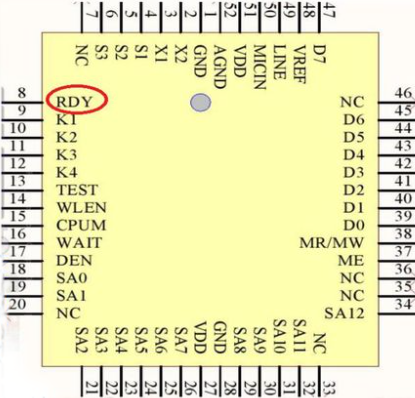 7 6 5 4 3 2 1 52 51 50 49 48 47
NC S3 S2 S1 X1 X2 GND AGND VDD MICIN LINE VREF D7
8 RDY NC 46
9 K1 D6 45
10 K2 D5 44
11 K3 D4 43
12 K4 D3 42
13 TEST D2 41
14 WLEN D1 40
15 CPUM D0 39
16 WAIT MR/MW 38
17 DEN ME 37
18 SA0 NC 36
19 SA1 NC 35
20 NC SA12 34
SA2 SA3 SA4 SA5 SA6 SA7 VDD GND SA8 SA9 SA10 SA11 NC
21 22 23 24 25 26 27 28 29 30 31 32 33